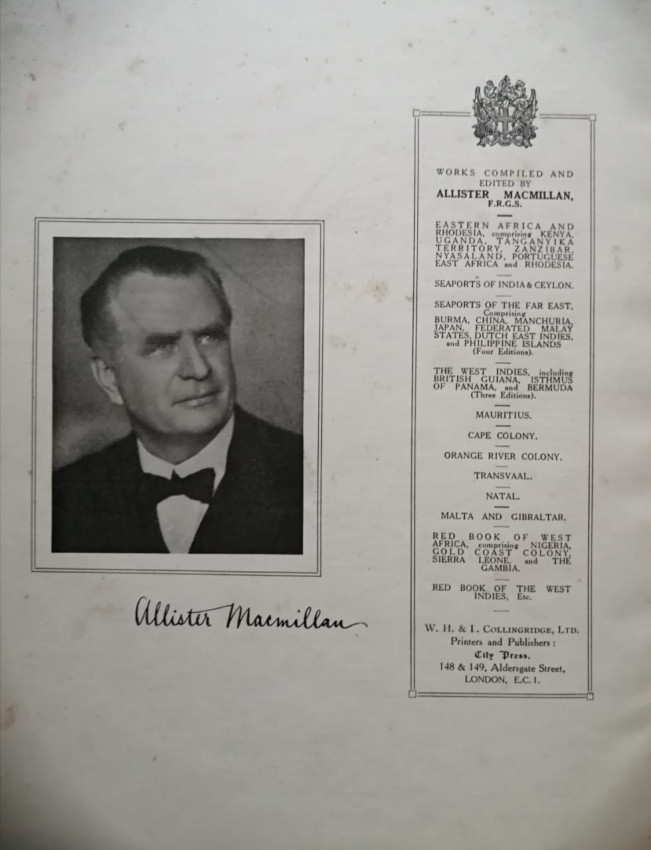 WORKS COMPILED AND
EDITED BY
ALLISTER MACMILLAN,
F.R.G.S.
EASTERN AFRICA AND
RHODESIA, comprising KENYA,
UGANDA, TANGANYIKA
TERRITORY, ZANZIBAR,
NYASALAND, PORTUGUESE
EAST AFRICA and RHODESIA.
SEAPORTS OF INDIA & CEYLON.
SEAPORTS OF THE FAR EAST,
Comprising
BURMA, CHINA, MANCHURIA,
JAPAN, FEDERATED MALAY
STATES, DUTCH EAST INDIES,
and PHILIPPINE ISLANDS
(Four Editions).
THE WEST INDIES, including
BRITISH GUIANA, ISTHMUS
OF PANAMA, and BERMUDA
(Three Editions).
MAURITIUS.
CAPE COLONY.
ORANGE RIVER COLONY.
TRANSVAAL.
NATAL.
MALTA AND GIBRALTAR.
RED BOOK OF WEST
AFRICA, comprising NIGERIA,
GOLD COAST COLONY,
SIERRA LEONE, and THE
GAMBIA.
RED BOOK OF THE WEST
INDIES, Etc.
W. H. & L. COLLINGRIDGE, LTD.
Printers and Publishers:
City Press,
148 & 149, Aldersgate Street,
LONDON, E.C.1.
Allister Macmillan